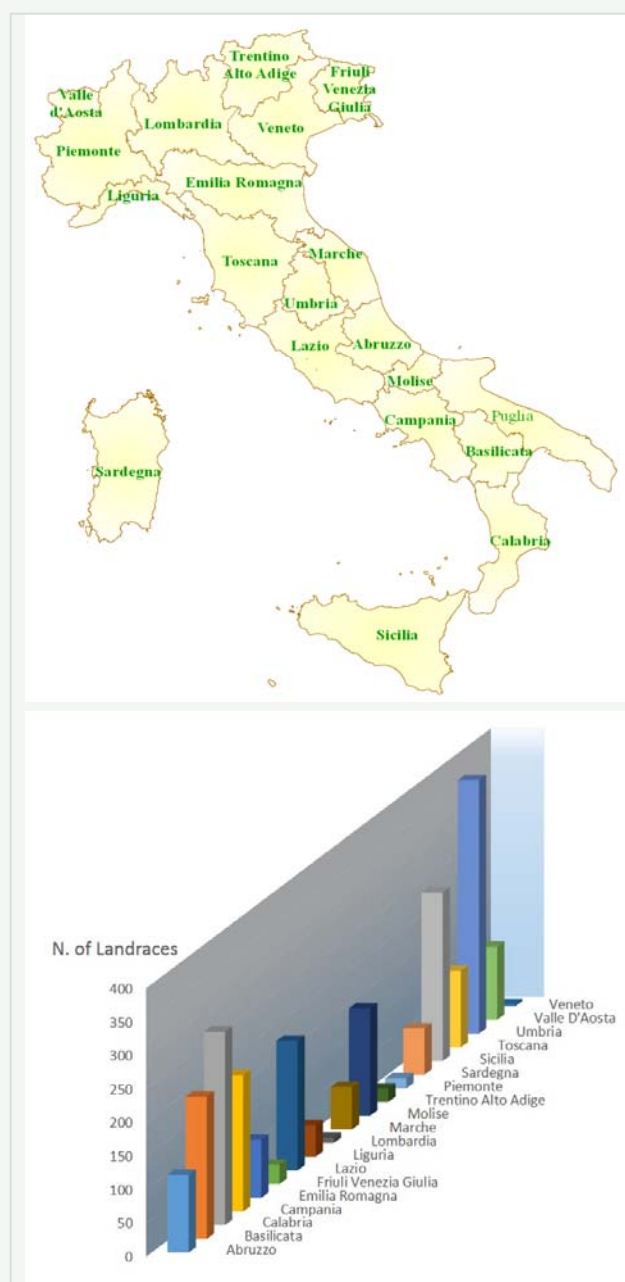 Trentino
Alto Adige
Friuli
Venezia
Giulia
Valle
d'Aosta
Lombardia
Veneto
Piemonte
Emilia Romagna
Liguria
Toscana
Marche
Umbria
Lazio
Abruzzo
Molise
Campania
Puglia
Basilicata
Sardegna
Calabria
Sicilia
N. of Landraces
400
350
300
250
200
150
100
50
0
Veneto
Valle D'Aosta
Umbria
Toscana
Sicilia
Sardegna
Piemonte
Trentino Alto Adige
Molise
Marche
Lombardia
Liguria
Lazio
Friuli Venezia Giulia
Emilia Romagna
Campania
Calabria
Basilicata
Abruzzo